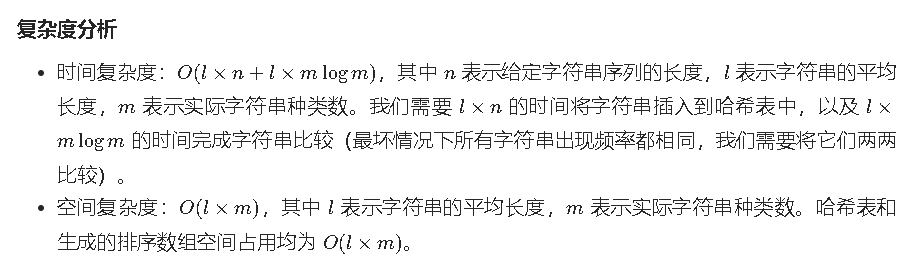 复杂度分析
• 时间复杂度：O(l × n + l × m log m)，其中 n 表示给定字符串序列的长度，l 表示字符串的平均
长度，m 表示实际字符串种类数。我们需要 l × n 的时间将字符串插入到哈希表中，以及 l ×
m log m 的时间完成字符串比较（最坏情况下所有字符串出现频率都相同，我们需要将它们两两
比较）。
• 空间复杂度：O(l × m)，其中 l 表示字符串的平均长度，m 表示实际字符串种类数。哈希表和
生成的排序数组空间占用均为 O(l × m)。